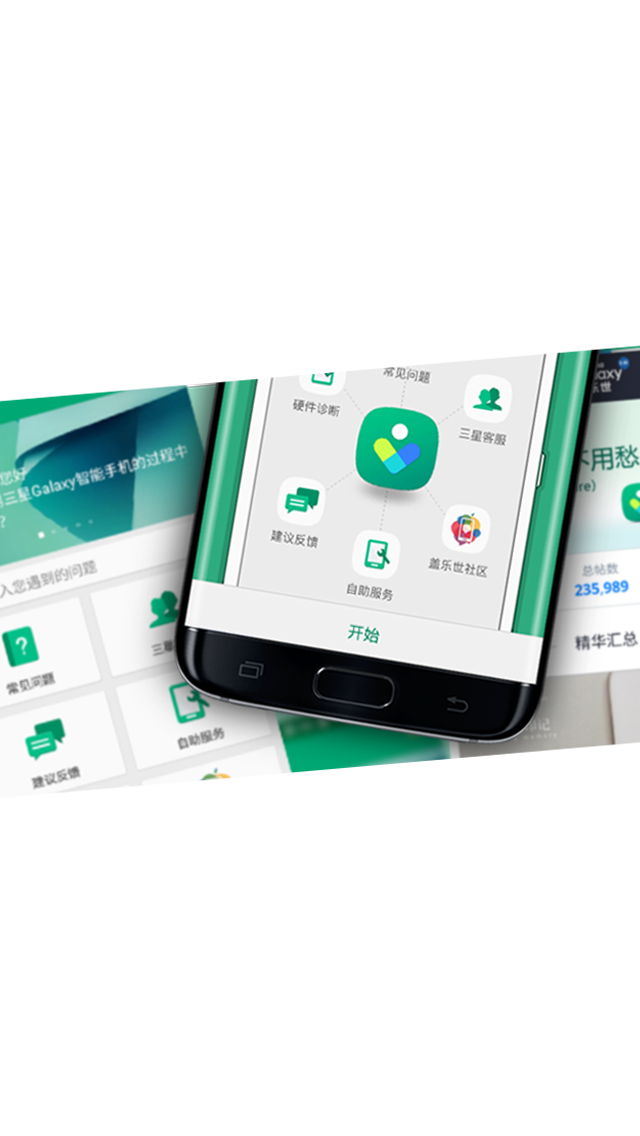 常见问题
硬件诊断
三星客服
建议反馈
自助服务
盖乐世社区
开始
您好
三星Galaxy智能手机的过程中
?
入您遇到的问题
常见问题
建议反馈
自助服务
axy
乐世
不用愁
re)
总帖数
235,989
精华汇总